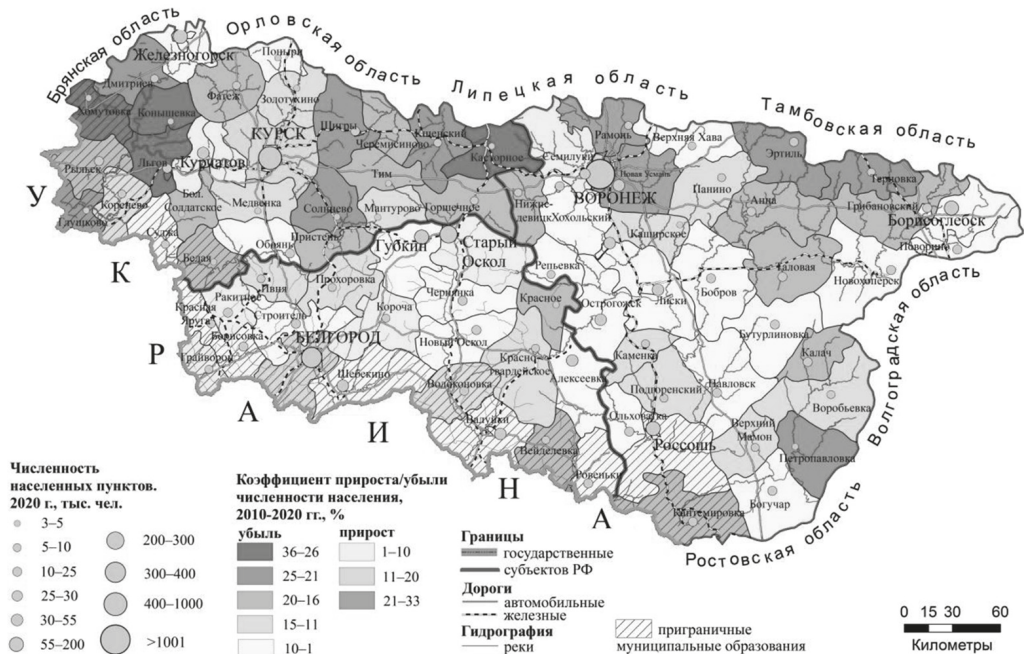 Брянская область
Орловская область
Липецкая область
Тамбовская область
Волгоградская область
Ростовская область
УКРАИНА
Железногорск
Поныри
Дмитриев
Фатеж
Золотухино
Хомутовка
Конышевка
КУРСК
Щигры
Черемисиново
Кшенский
Касторное
Рыльск
Льгов
Курчатов
Тим
Коренево
Бол.
Солдатское
Медвенка
Солнцево
Мантурово
Горшечное
Глушково
Суджа
Обоянь
Пристень
Белая
Семилуки
Рамонь
Верхняя Хава
Новая Усмань
ВОРОНЕЖ
Нижне-
девицк
Хохольский
Панино
Эртиль
Терновка
Анна
Грибановский
Борисоглебск
Каширское
Поворино
Губкин
Старый
Оскол
Репьевка
Таловая
Новохоперск
Ивня
Прохоровка
Ракитное
Красная
Яруга
Строитель
Короча
Чернянка
Красное
Острогожск
Лиски
Бобров
Борисовка
БЕЛГОРОД
Новый Оскол
Бутурлиновка
Грайворон
Шебекино
Красно-
гвардейское
Алексеевка
Каменка
Калач
Волоконовка
Подгоренский
Павловск
Воробьевка
Валуйки
Ольховатка
Верхний
Мамон
Вейделевка
Россошь
Петропавловка
Ровеньки
Богучар
Кантемировка
Численность
населенных пунктов.
2020 г., тыс. чел.
3–5
5–10
10–25
25–30
30–55
55–200
200–300
300–400
400–1000
>1001
Коэффициент прироста/убыли
численности населения,
2010-2020 гг., %
убыль
36–26
25–21
20–16
15–11
10–1
прирост
1–10
11–20
21–33
Границы
государственные
субъектов РФ
Дороги
автомобильные
железные
Гидрография
реки
приграничные
муниципальные образования
0 15 30 60
Километры